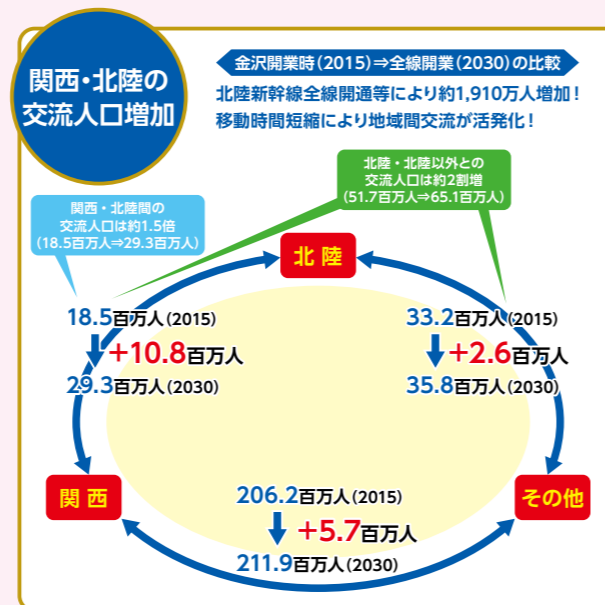 関西・北陸の
交流人口増加
金沢開業時(2015)⇒全線開業(2030)の比較
北陸新幹線全線開通等により約1,910万人増加！
移動時間短縮により地域間交流が活発化！
北陸・北陸以外との
交流人口は約2割増
(51.7百万人⇒65.1百万人)
関西・北陸間の
交流人口は約1.5倍
(18.5百万人⇒29.3百万人)
北陸
18.5百万人(2015)
+10.8百万人
29.3百万人(2030)
33.2百万人(2015)
+2.6百万人
35.8百万人(2030)
関西
その他
206.2百万人(2015)
+5.7百万人
211.9百万人(2030)